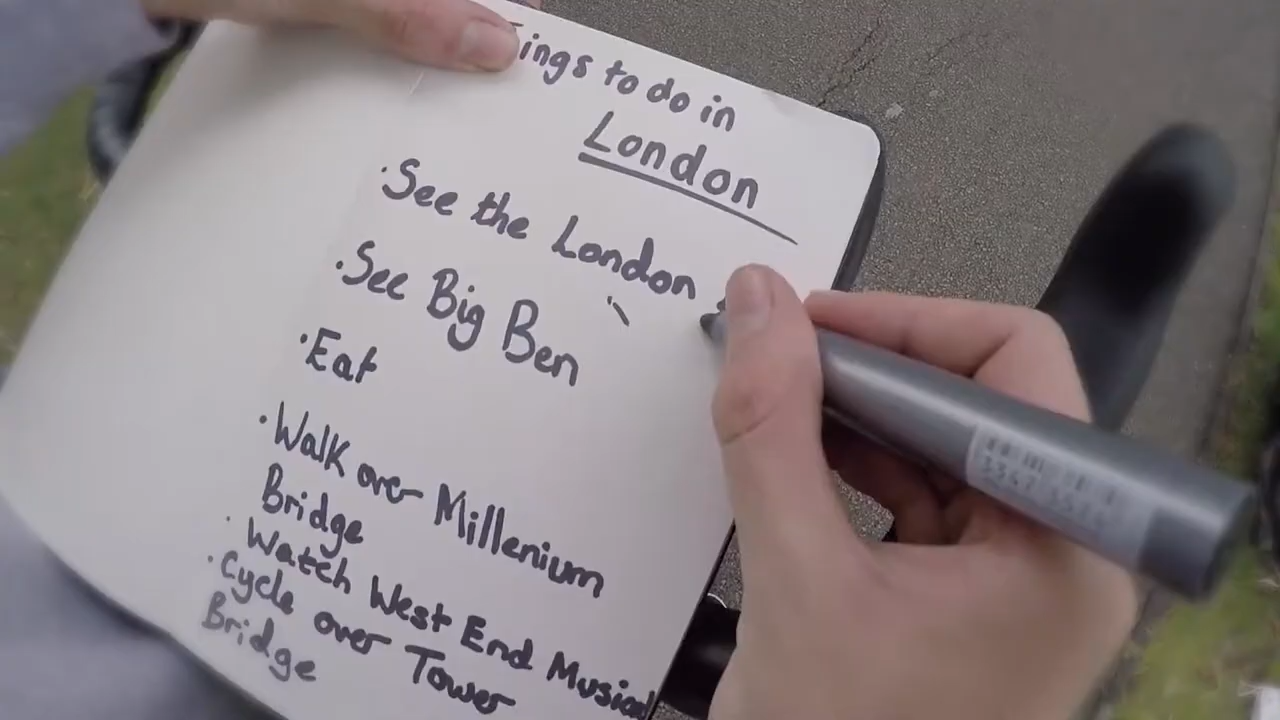 Tings to do in
London
·See the London
·See Big Ben
·Eat
·Walk over Millenium
Bridge
·Watch West End Musical
·Cycle over Tower
Bridge